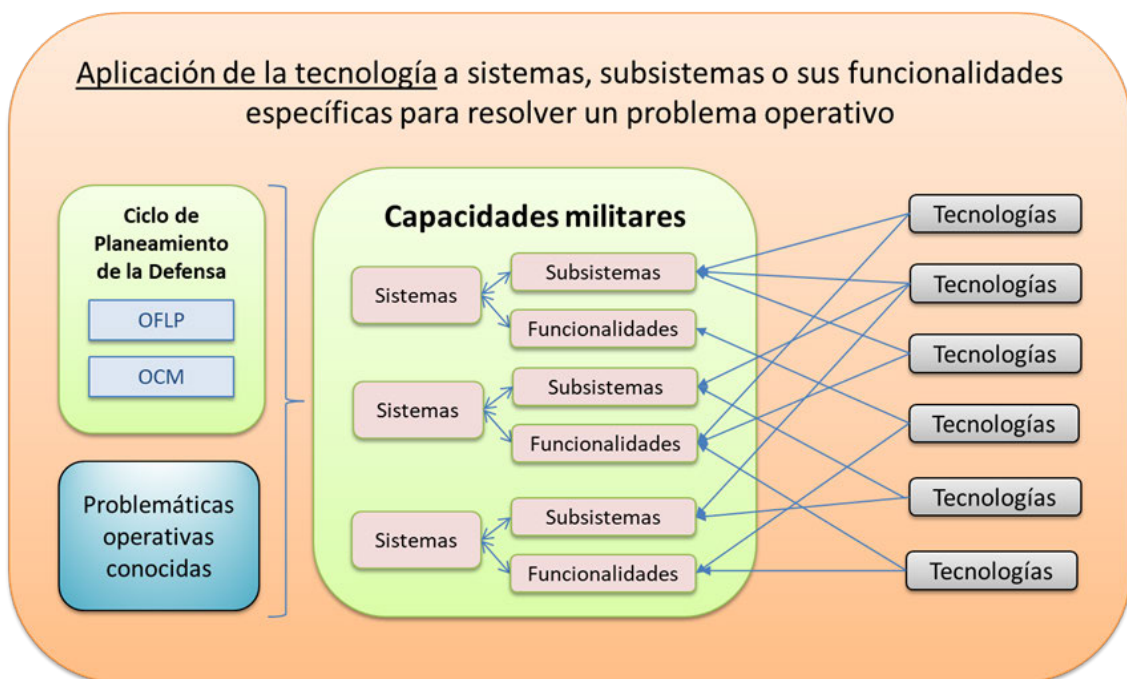 Aplicación de la tecnología a sistemas, subsistemas o sus funcionalidades
específicas para resolver un problema operativo
Ciclo de
Planeamiento
de la Defensa
OFLP
OCM
Problemáticas
operativas
conocidas
Capacidades militares
Sistemas
Subsistemas
Funcionalidades
Sistemas
Subsistemas
Funcionalidades
Sistemas
Subsistemas
Funcionalidades
Tecnologías
Tecnologías
Tecnologías
Tecnologías
Tecnologías
Tecnologías